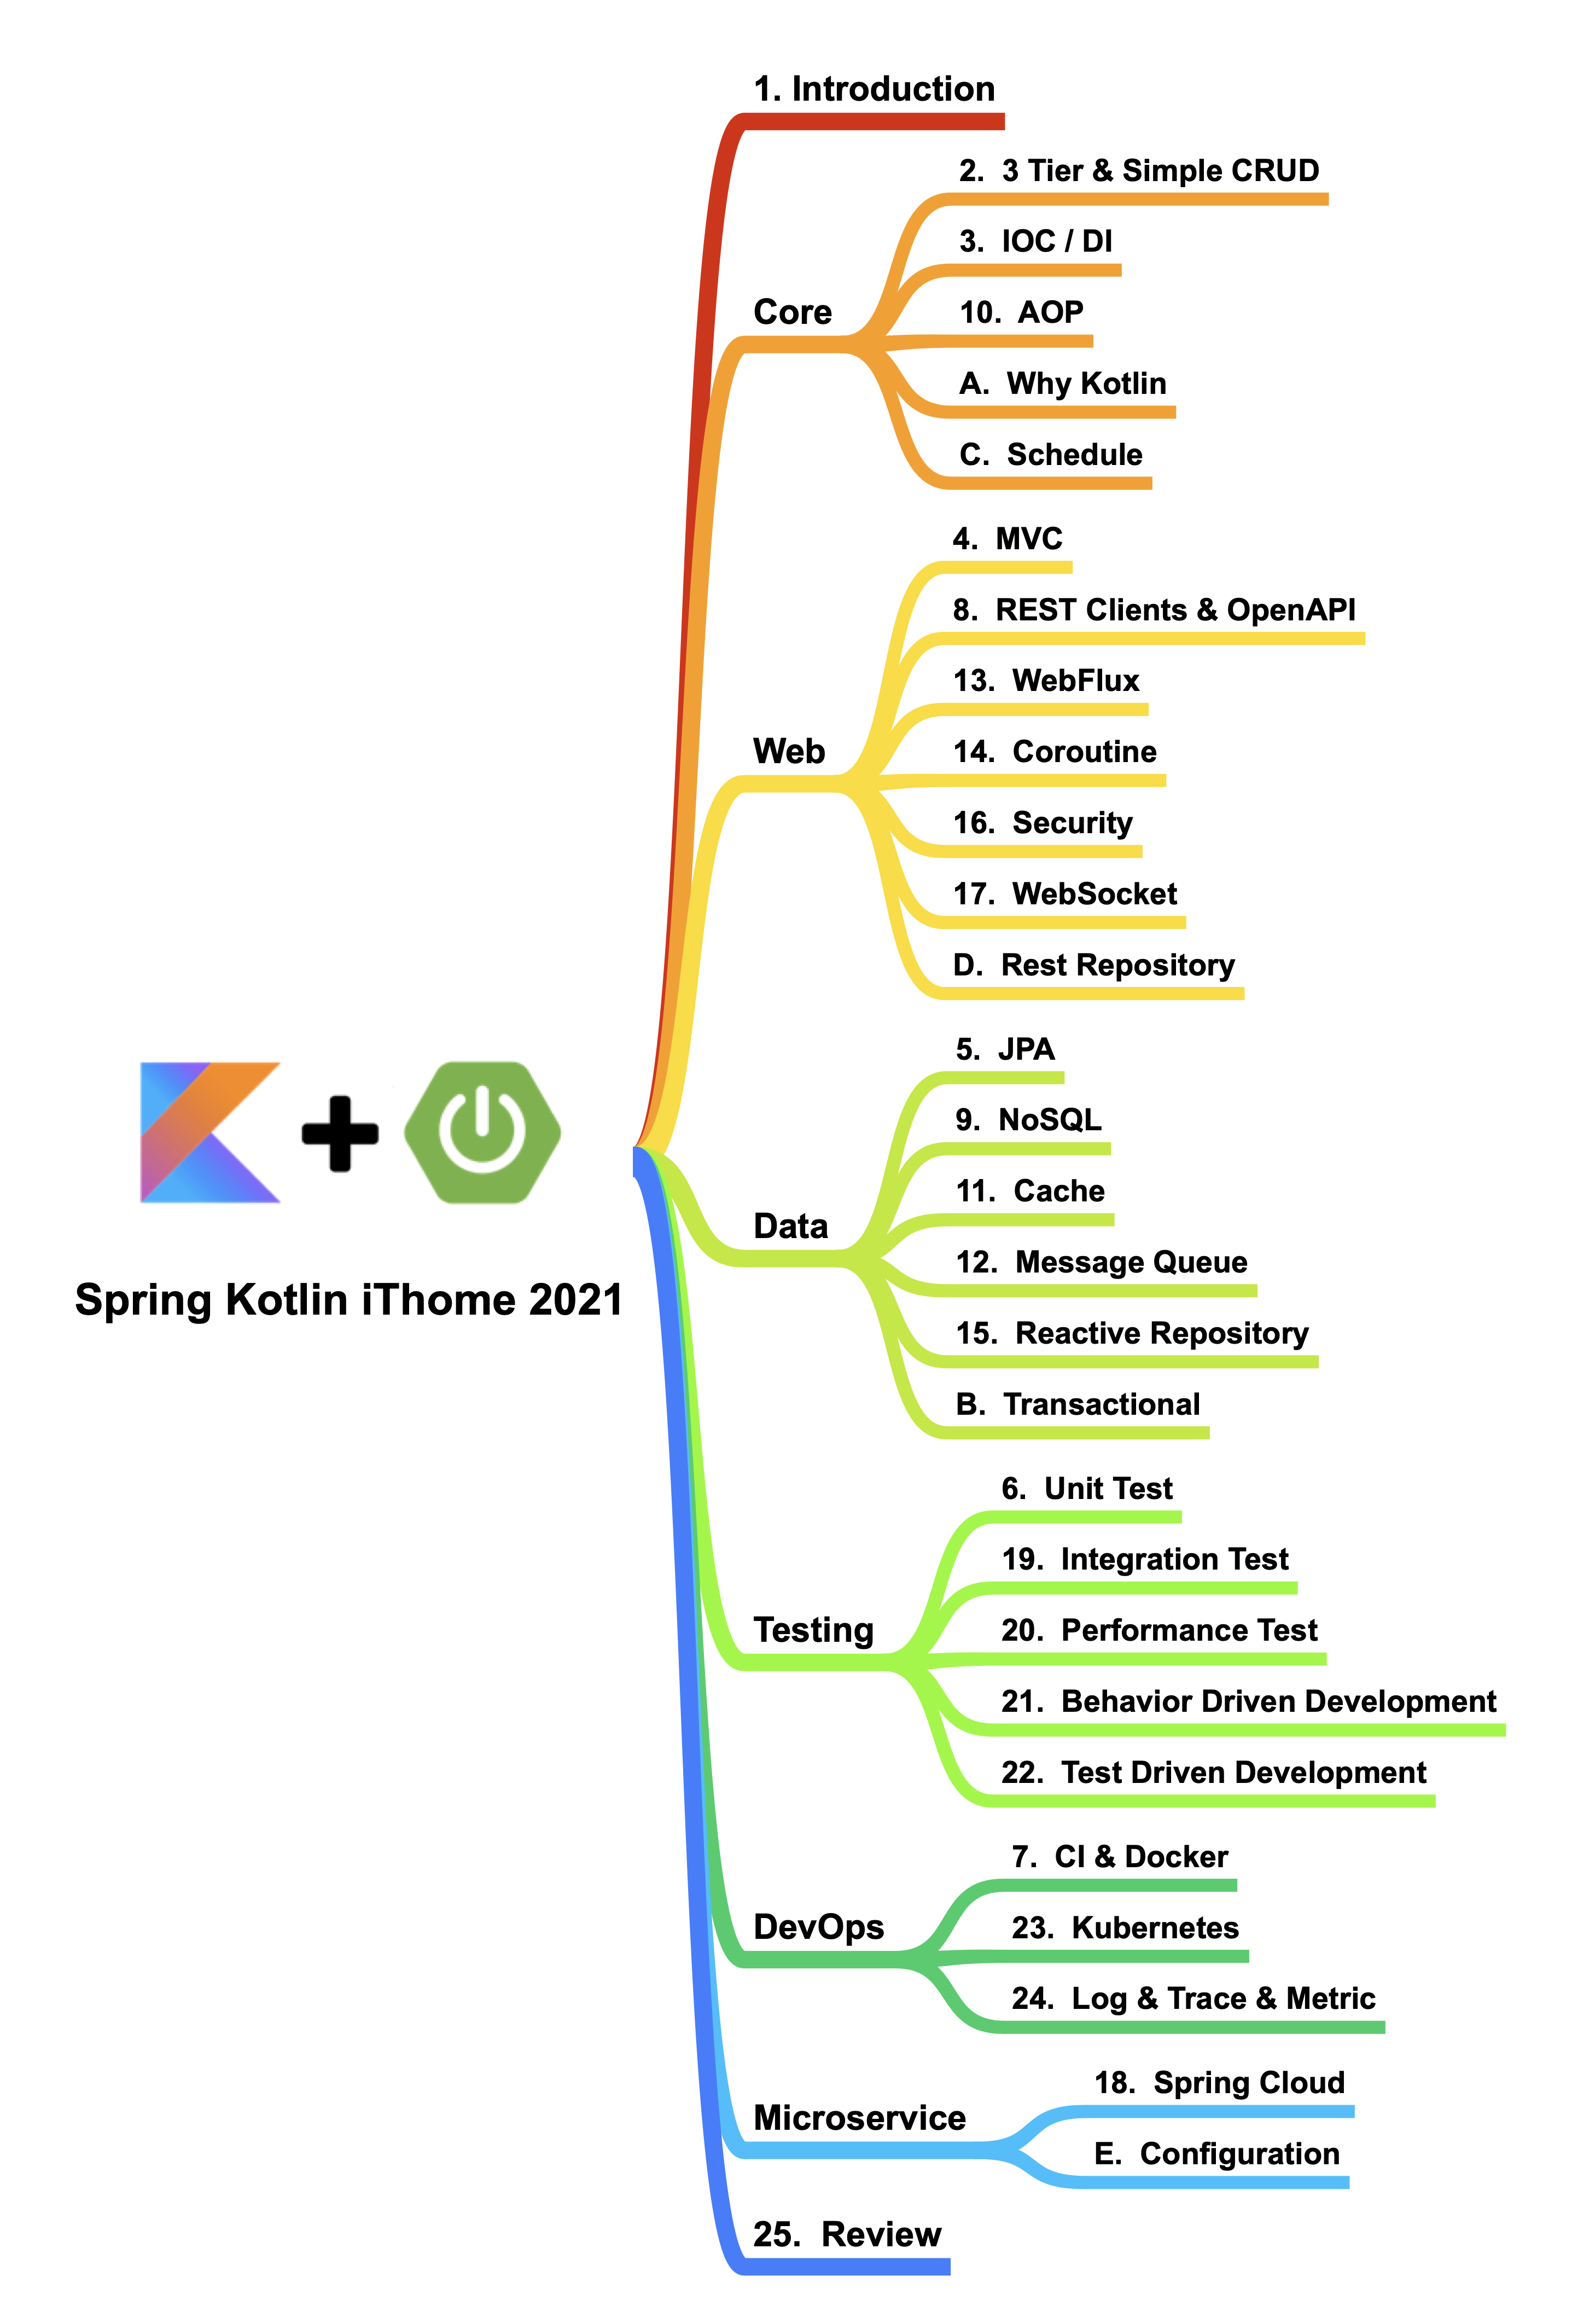 1. Introduction
2. 3 Tier & Simple CRUD
3. IOC / DI
Core
10. AOP
A. Why Kotlin
C. Schedule
4. MVC
8. REST Clients & OpenAPI
13. WebFlux
Web
14. Coroutine
16. Security
17. WebSocket
D. Rest Repository
5. JPA
9. NoSQL
11. Cache
Data
12. Message Queue
Spring Kotlin iThome 2021
15. Reactive Repository
B. Transactional
6. Unit Test
19. Integration Test
Testing
20. Performance Test
21. Behavior Driven Development
22. Test Driven Development
7. CI & Docker
DevOps
23. Kubernetes
24. Log & Trace & Metric
18. Spring Cloud
Microservice
E. Configuration
25. Review